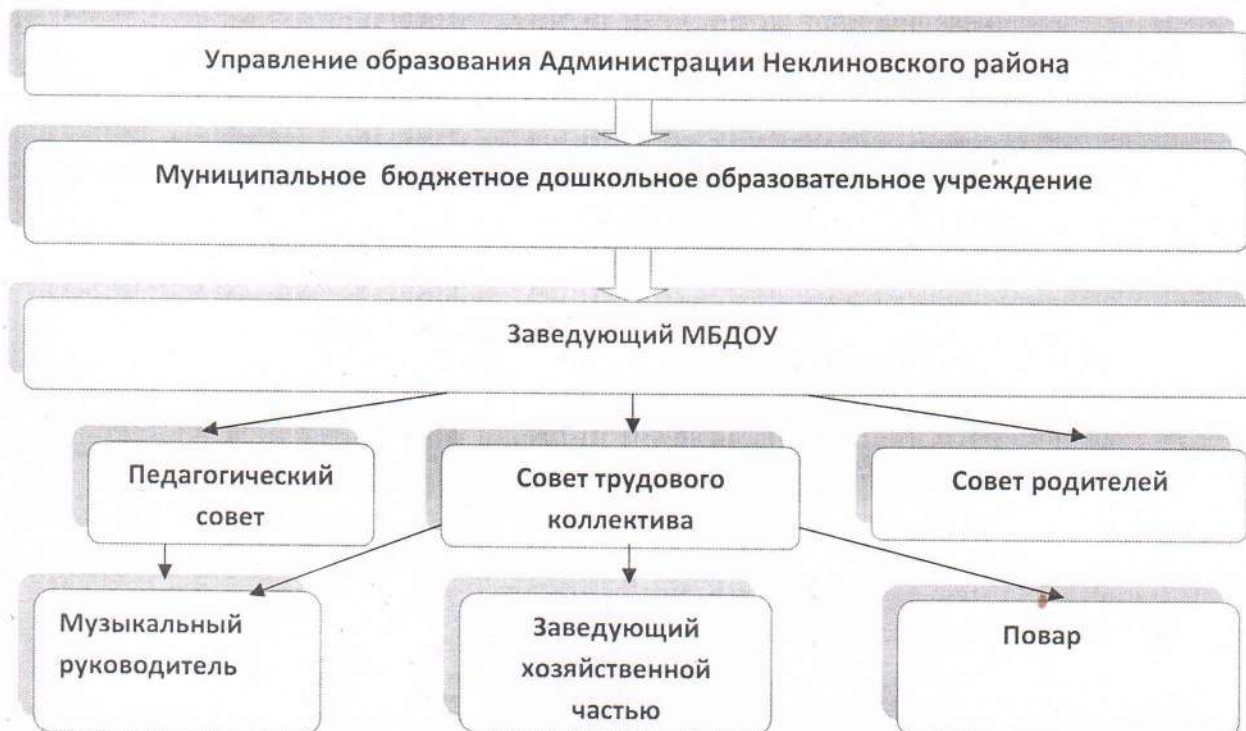 Управление образования Администрации Неклиновского района
Муниципальное бюджетное дошкольное образовательное учреждение
Заведующий МБДОУ
Педагогический
совет
Совет трудового
коллектива
Совет родителей
Музыкальный
руководитель
Заведующий
хозяйственной
частью
Повар